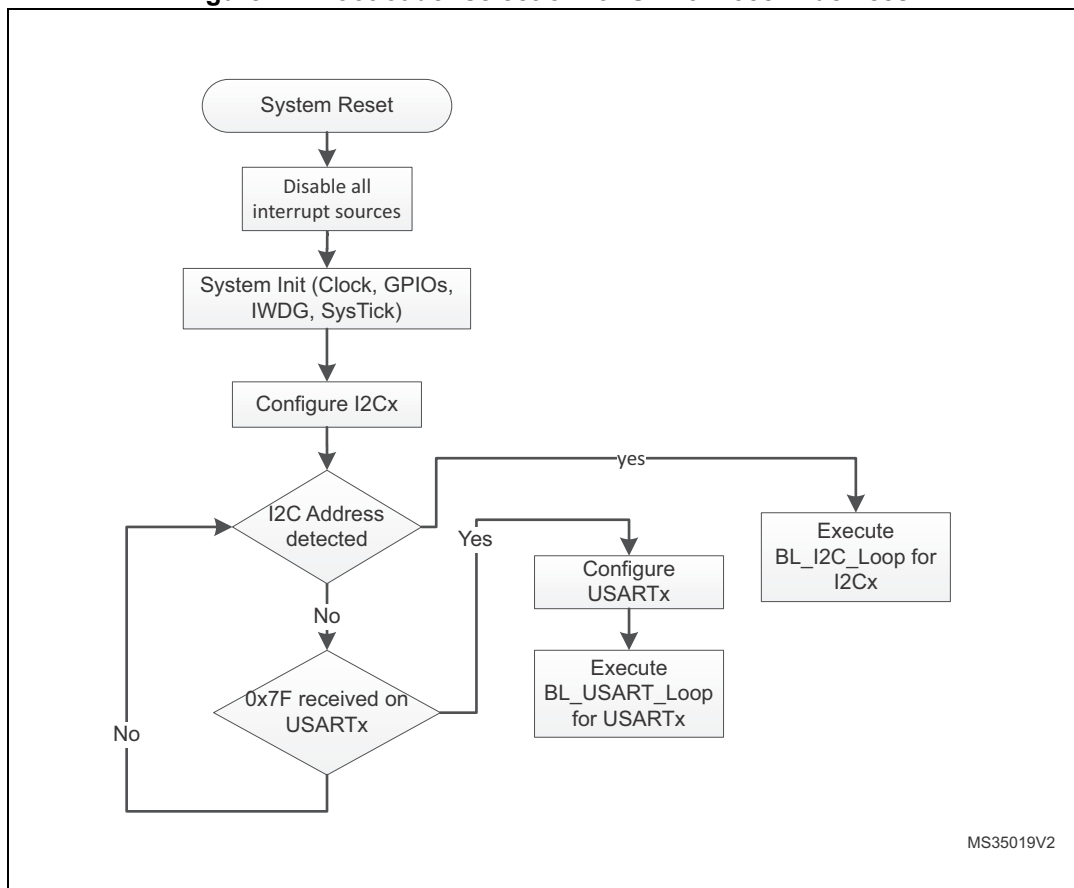 System Reset
Disable all
interrupt sources
System Init (Clock, GPIOs,
IWDG, SysTick)
Configure I2Cx
I2C Address
detected
yes
Execute
BL_I2C_Loop for
I2Cx
Yes
Configure
USARTx
No
Execute
BL_USART_Loop
for USARTx
0x7F received on
USARTx
No
MS35019V2